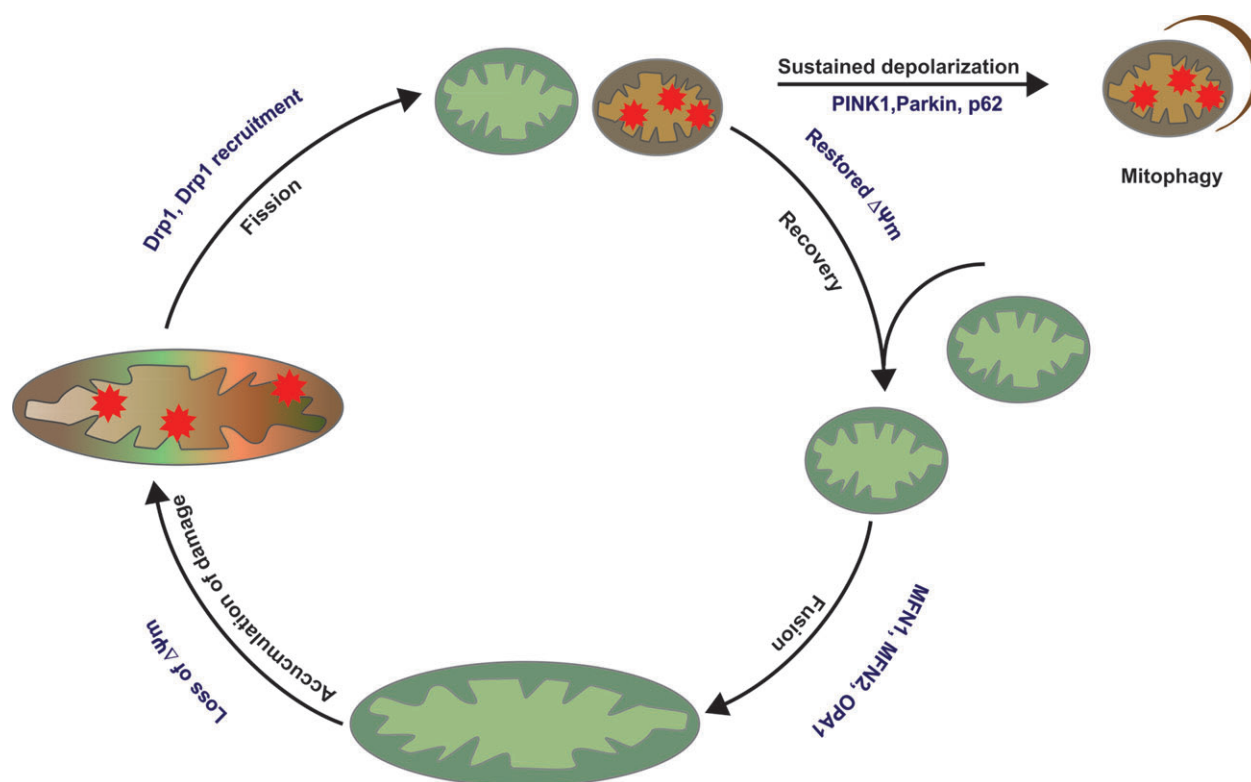 Sustained depolarization
PINK1,Parkin, p62
Mitophagy
Drp1, Drp1 recruitment
Fission
Restored ΔΨm
Recovery
MFN1, MFN2, OPA1
Fusion
Accucmulation of damage
Loss of ΔΨm